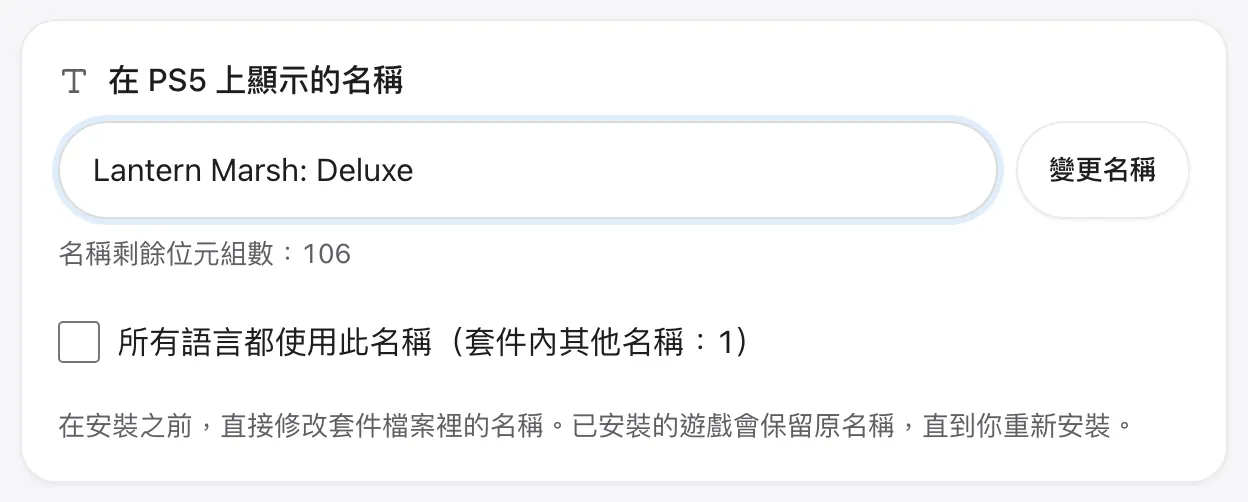 在 PS5 上顯示的名稱
Lantern Marsh: Deluxe
變更名稱
名稱剩餘位元組數：106
所有語言都使用此名稱（套件內其他名稱：1）
在安裝之前，直接修改套件檔案裡的名稱。已安裝的遊戲會保留原名稱，直到你重新安裝。